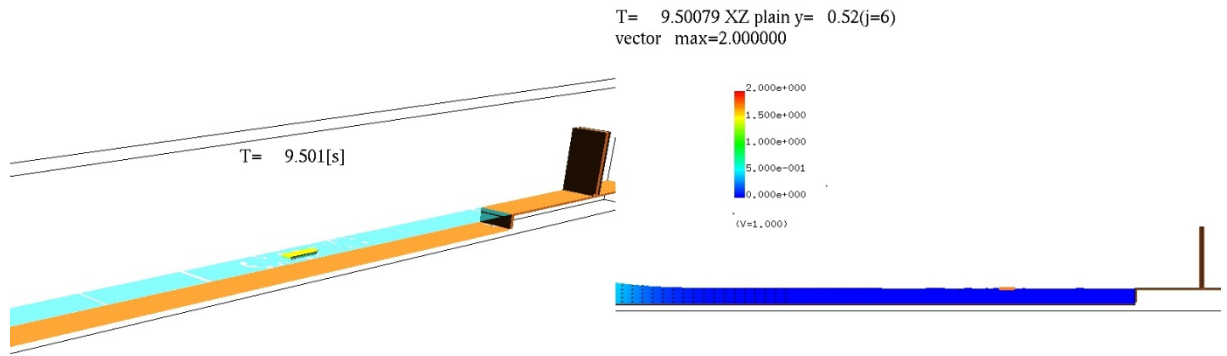 T= 9.50079 XZ plain y= 0.52(j=6)
vector max=2.000000
2.000e+000
1.500e+000
1.000e+000
5.000e-001
0.000e+000
(V=1.000)
T= 9.501[s]